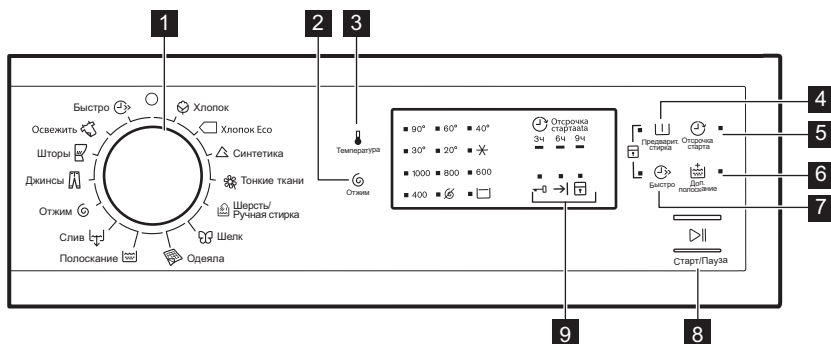 1
2
3
4
5
6
7
8
9
Быстро
Освежить
Шторы
Джинсы
Отжим
Слив
Полоскание
Хлопок
Хлопок Eco
Синтетика
Тонкие ткани
Шерсть/
Ручная стирка
Шелк
Одеяла
Температура
Отжим
90° 60° 40°
30° 20°
1000 800 600
400
Отсрочка
стартаata
3ч 6ч 9ч
Предварит.
стирка
Отсрочка
старта
Быстро
Доп.
полоскание
Старт/Пауза